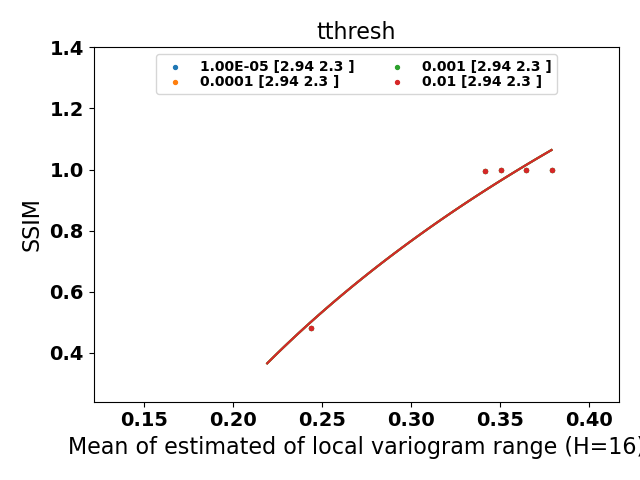 tthresh
1.4
1.2
1.0
0.8
0.6
0.4
SSIM
1.00E-05 [2.94 2.3 ]
0.0001 [2.94 2.3 ]
0.001 [2.94 2.3 ]
0.01 [2.94 2.3 ]
0.15 0.20 0.25 0.30 0.35 0.40
Mean of estimated of local variogram range (H=16)